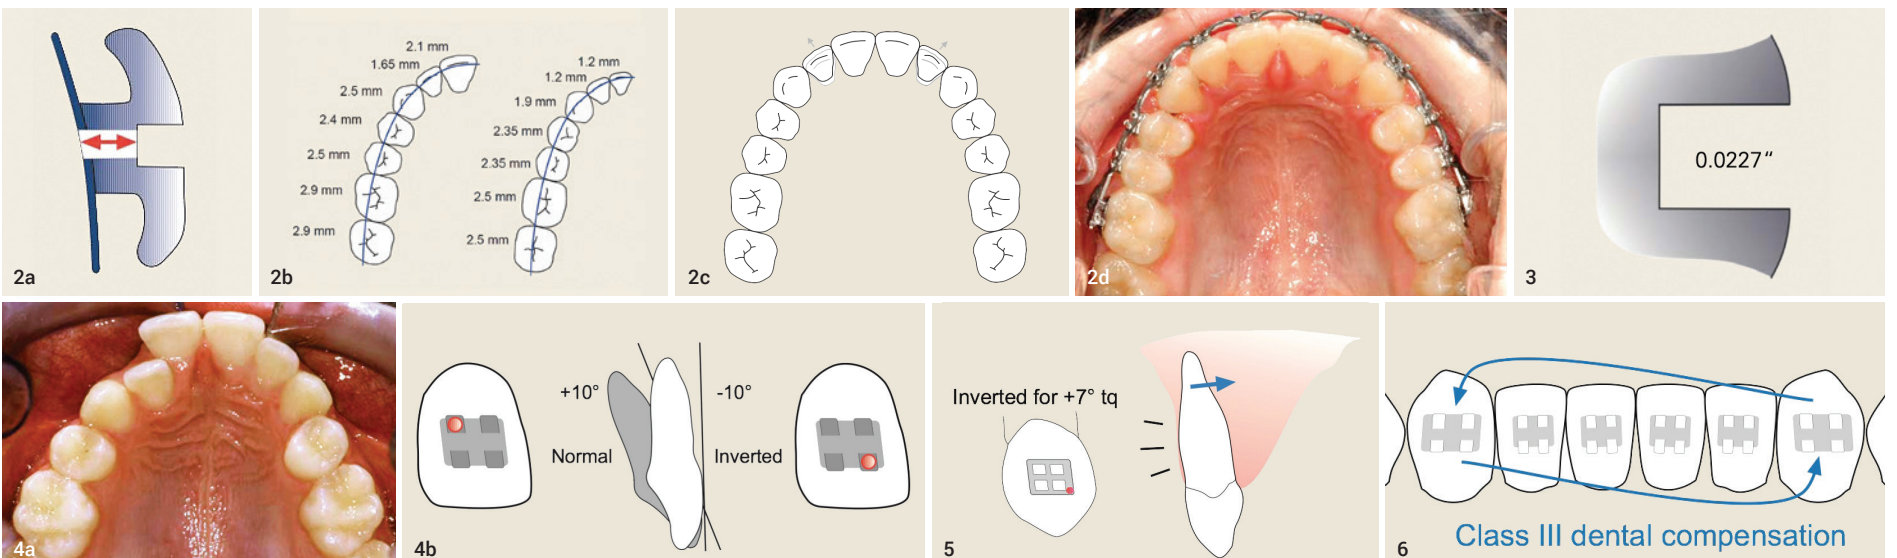 2a
2.1 mm
1.65 mm
2.5 mm
2.4 mm
2.5 mm
2.9 mm
2.9 mm
1.2 mm
1.2 mm
1.9 mm
2.35 mm
2.35 mm
2.5 mm
2.5 mm
2b
2c
2d
0.0227“
3
4a
+10°
-10°
Normal
Inverted
4b
Inverted for +7° tq
5
Class III dental compensation
6